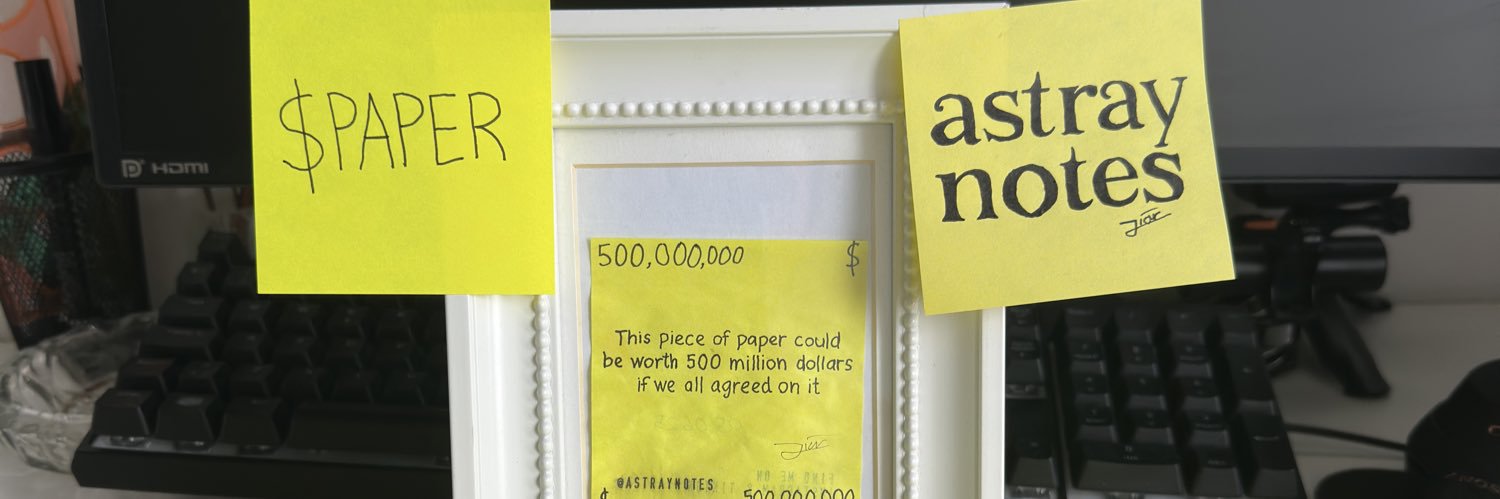 $PAPER
astray
notes
HDMI
500,000,000 $
This piece of paper could
be worth 500 million dollars
if we all agreed on it
@ASTRAYNOTES
$ 500,000,000